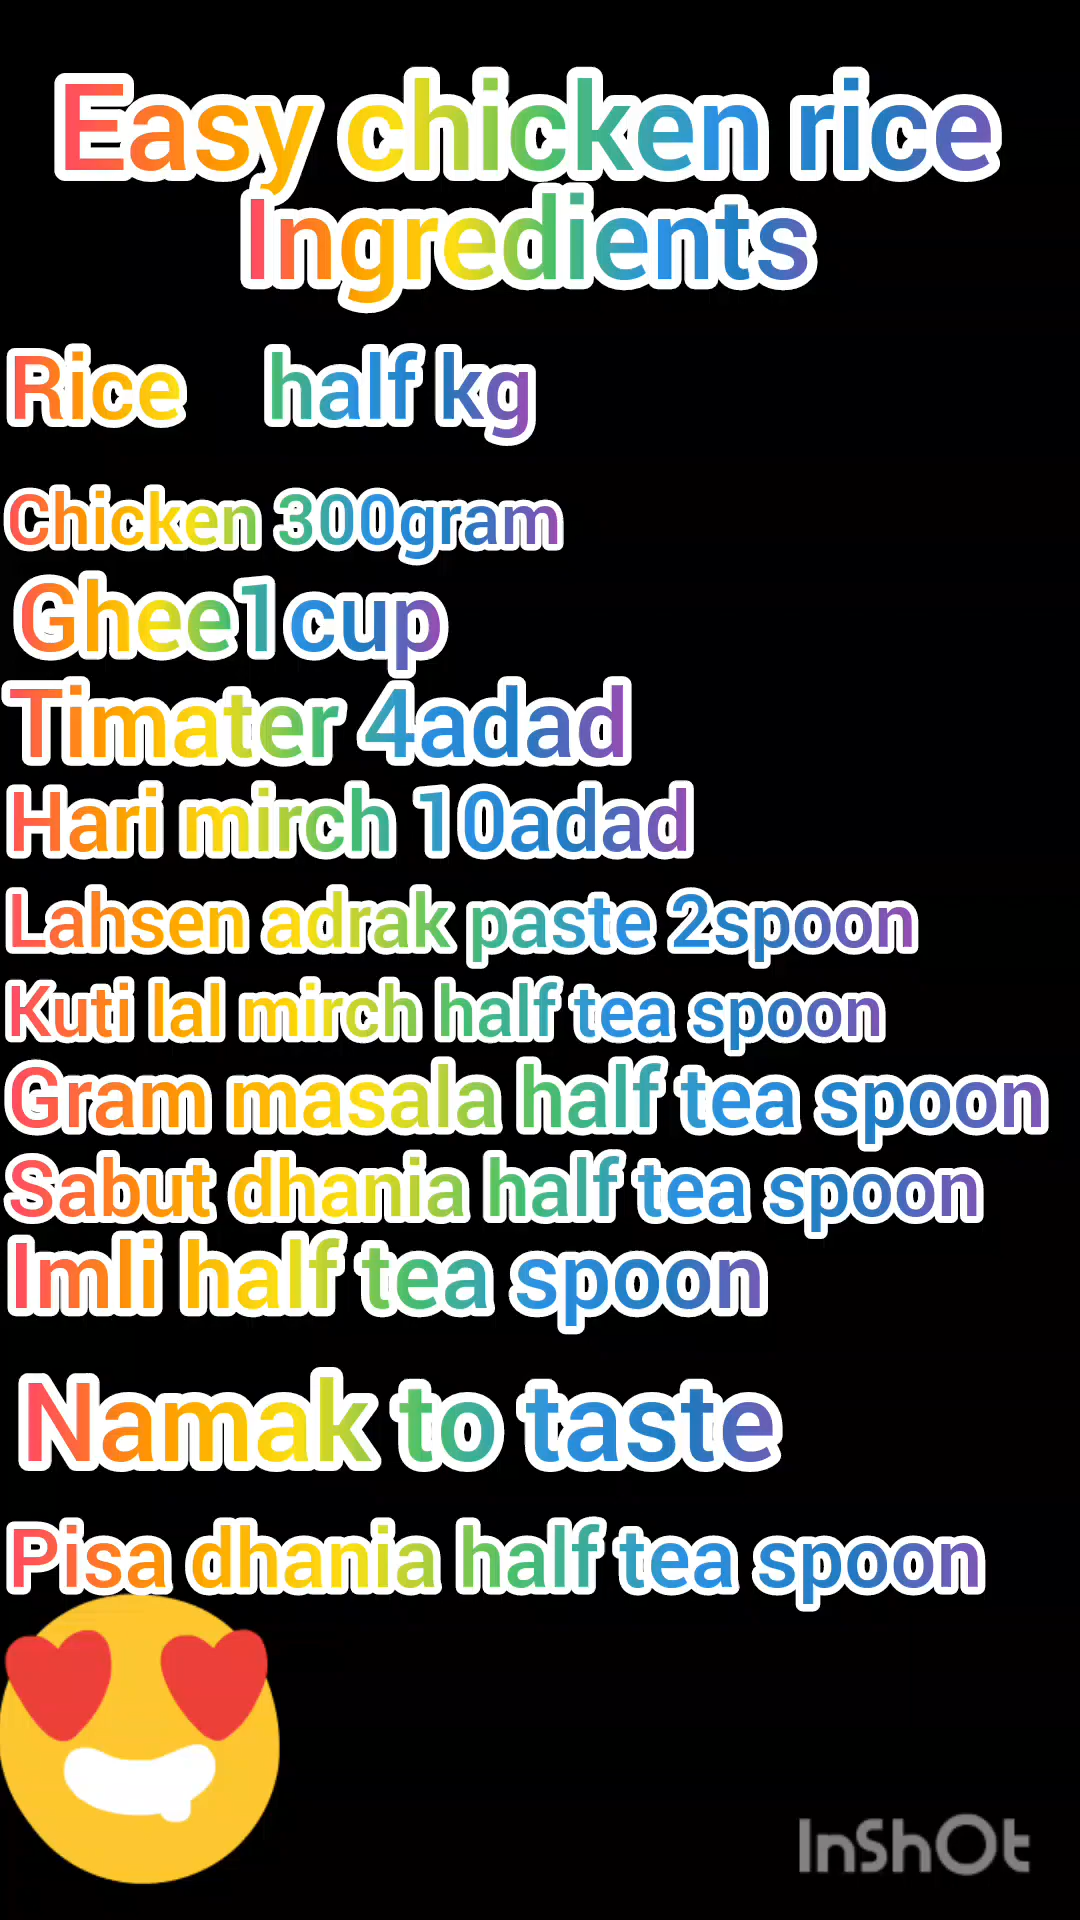 Easy chicken rice
Ingredients
Rice half kg
Chicken 300gram
Ghee1cup
Timater 4adad
Hari mirch 10adad
Lahsen adrak paste 2spoon
Kuti lal mirch half tea spoon
Gram masala half tea spoon
Sabut dhania half tea spoon
Imli half tea spoon
Namak to taste
Pisa dhania half tea spoon
InShOt